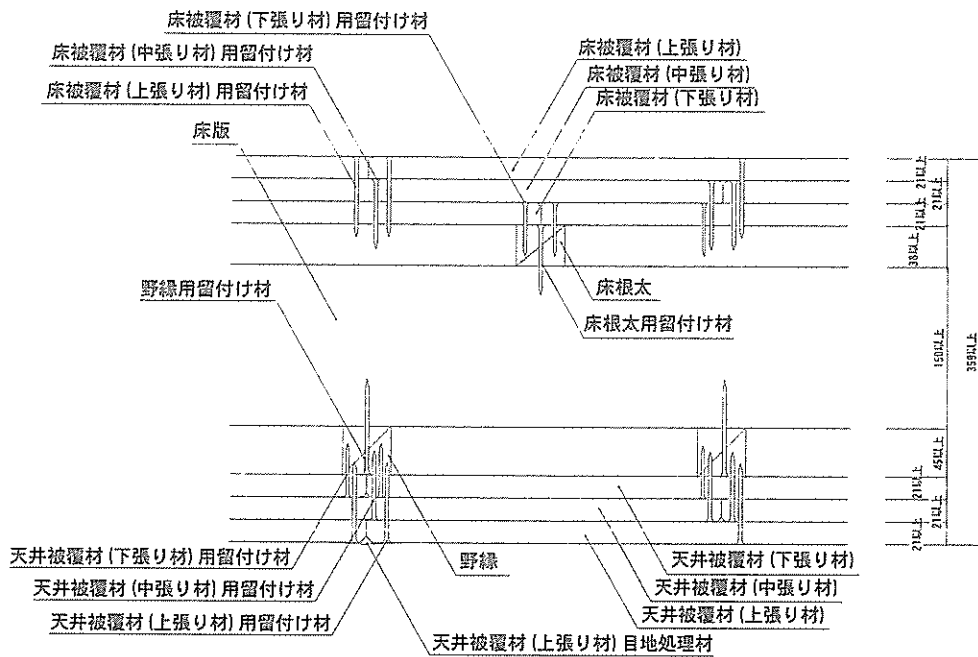 床被覆材(下張り材)用留付け材
床被覆材(中張り材)用留付け材
床被覆材(上張り材)用留付け材
床版
床被覆材(上張り材)
床被覆材(中張り材)
床被覆材(下張り材)
床根太
床根太用留付け材
野縁用留付け材
21以上
21以上
21以上
38以上
150以上
359以上
45以上
21以上
21以上
21以上
天井被覆材(下張り材)用留付け材
天井被覆材(中張り材)用留付け材
天井被覆材(上張り材)用留付け材
野縁
天井被覆材(下張り材)
天井被覆材(中張り材)
天井被覆材(上張り材)
天井被覆材(上張り材)目地処理材